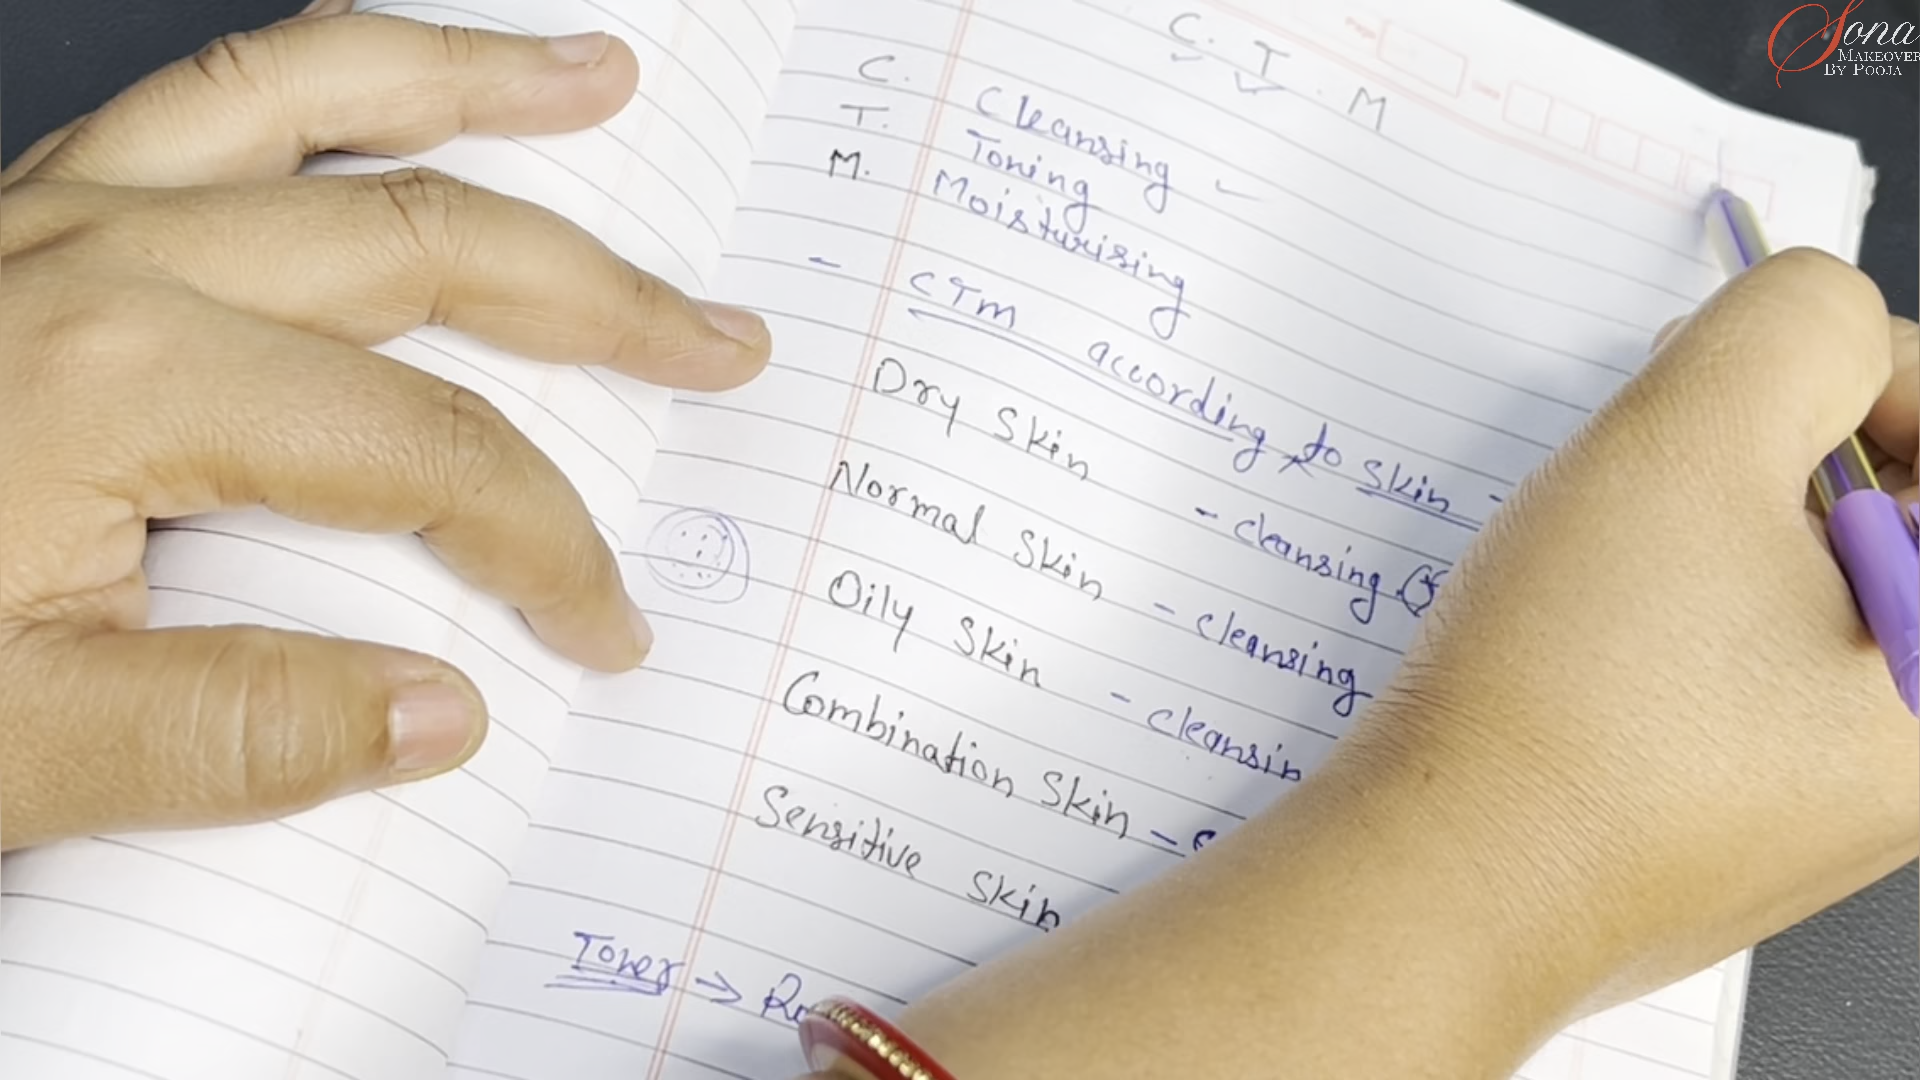 Sona
MAKEOVER
BY POOJA
C. T. M
C. Cleansing
T. Toning
M. Moisturising
- CTM according to Skin -
Dry Skin - cleansing
Normal Skin - cleansing
Oily Skin - cleansin
Combination Skin -
Sensitive Skin
Toner →